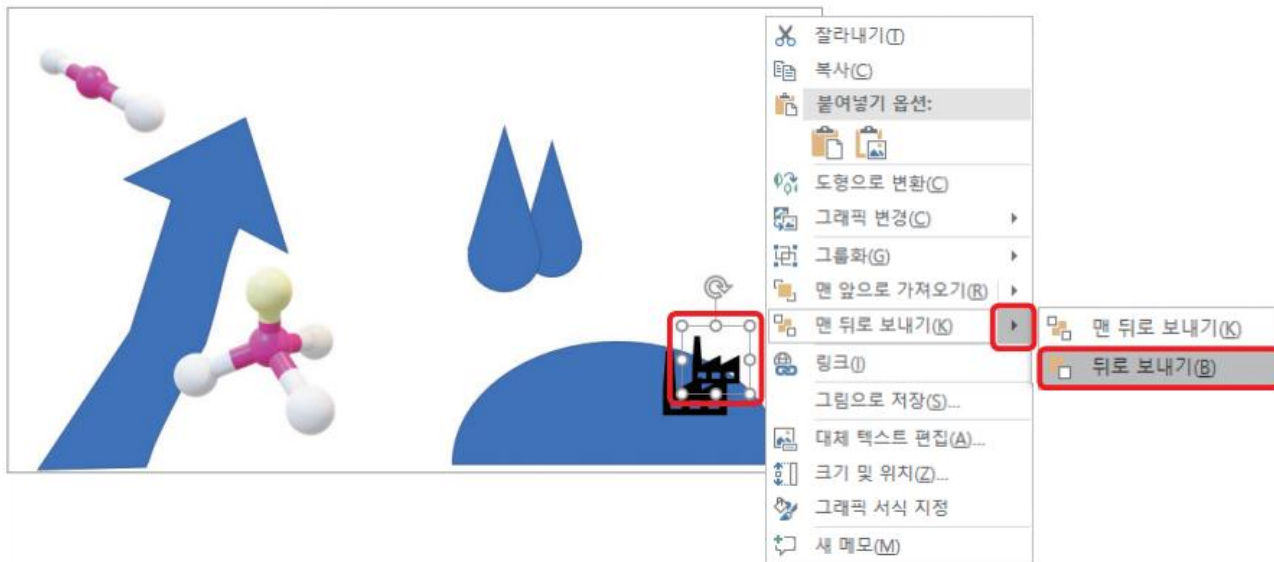 잘라내기(T)
복사(C)
붙여넣기 옵션:
도형으로 변환(C)
그래픽 변경(C)
그룹화(G)
맨 앞으로 가져오기(R)
맨 뒤로 보내기(K)
맨 뒤로 보내기(K)
뒤로 보내기(B)
링크(I)
그림으로 저장(S)...
대체 텍스트 편집(A)...
크기 및 위치(Z)...
그래픽 서식 지정
새 메모(M)